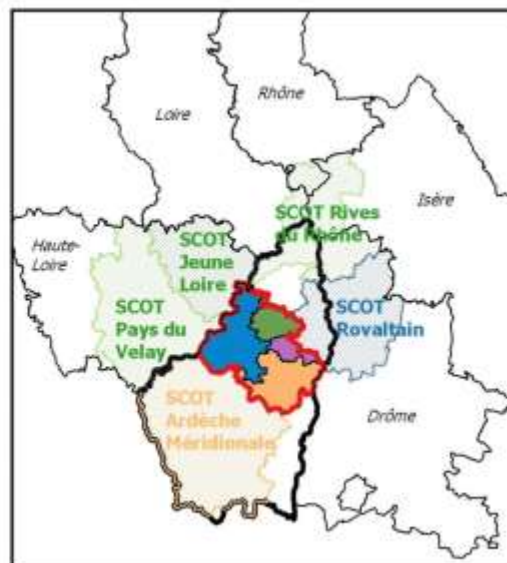 Rhône
Loire
Isère
SCOT Rives
du Rhône
Haute-
Loire
SCOT
Jeune
Loire
SCOT
Pays du
Velay
SCOT
Rovaltain
SCOT
Ardèche
Méridionale
Drôme